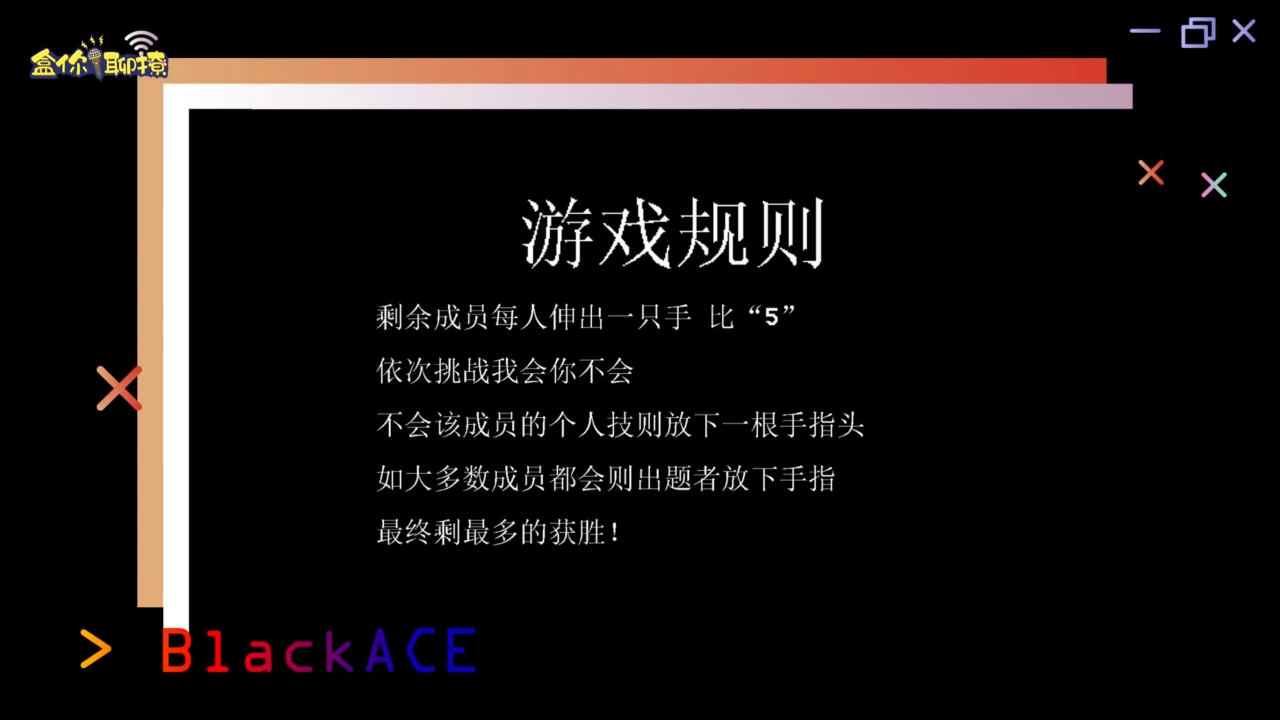 盒你聊撩
游戏规则
剩余成员每人伸出一只手 比“5”
依次挑战我会你不会
不会该成员的个人技则放下一根手指头
如大多数成员都会则出题者放下手指
最终剩最多的获胜!
> BlackACE